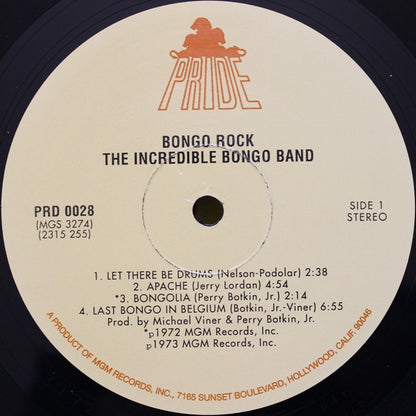 PRIDE
BONGO ROCK
THE INCREDIBLE BONGO BAND
PRD 0028
(MGS 3274)
(2315 255)
SIDE 1
STEREO
1. LET THERE BE DRUMS (Nelson-Podolar) 2:38
2. APACHE (Jerry Lordan) 4:54
*3. BONGOLIA (Perry Botkin, Jr.) 2:14
4. LAST BONGO IN BELGIUM (Botkin, Jr.-Viner) 6:55
Prod. by Michael Viner & Perry Botkin, Jr.
*p1972 MGM Records, Inc.
p1973 MGM Records, Inc.
A PRODUCT OF MGM RECORDS, INC., 7165 SUNSET BOULEVARD, HOLLYWOOD, CALIF. 90046